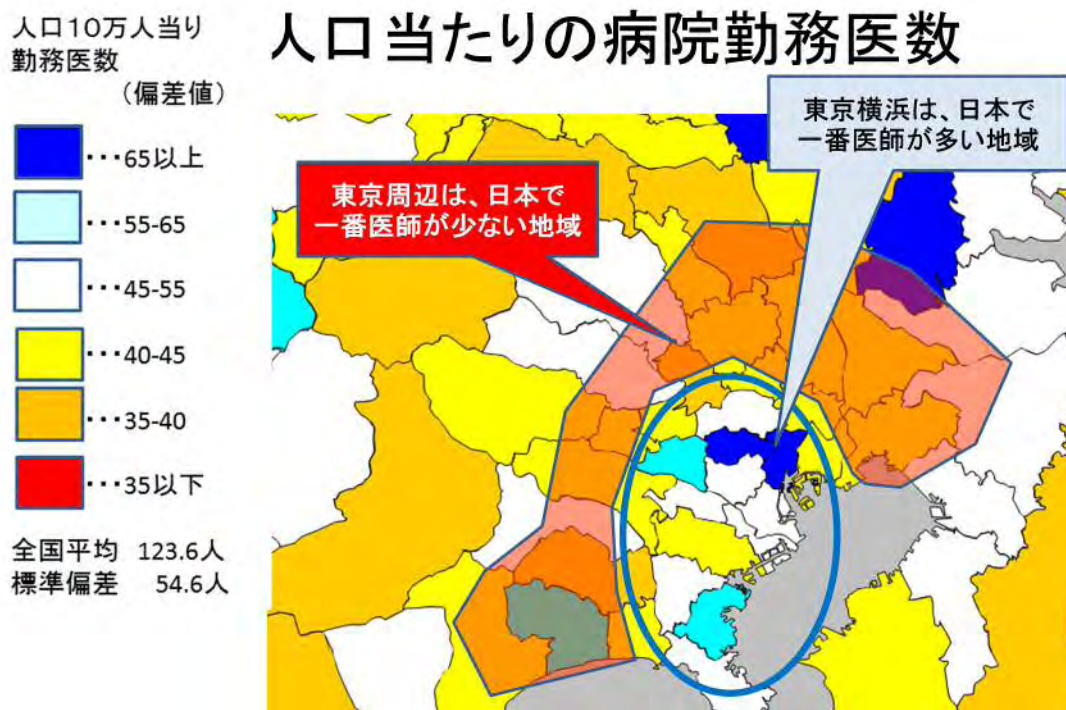 人口当たりの病院勤務医数
人口10万人当り
勤務医数
(偏差値)
･･･65以上
･･･55-65
･･･45-55
･･･40-45
･･･35-40
･･･35以下
全国平均 123.6人
標準偏差 54.6人
東京横浜は、日本で
一番医師が多い地域
東京周辺は、日本で
一番医師が少ない地域